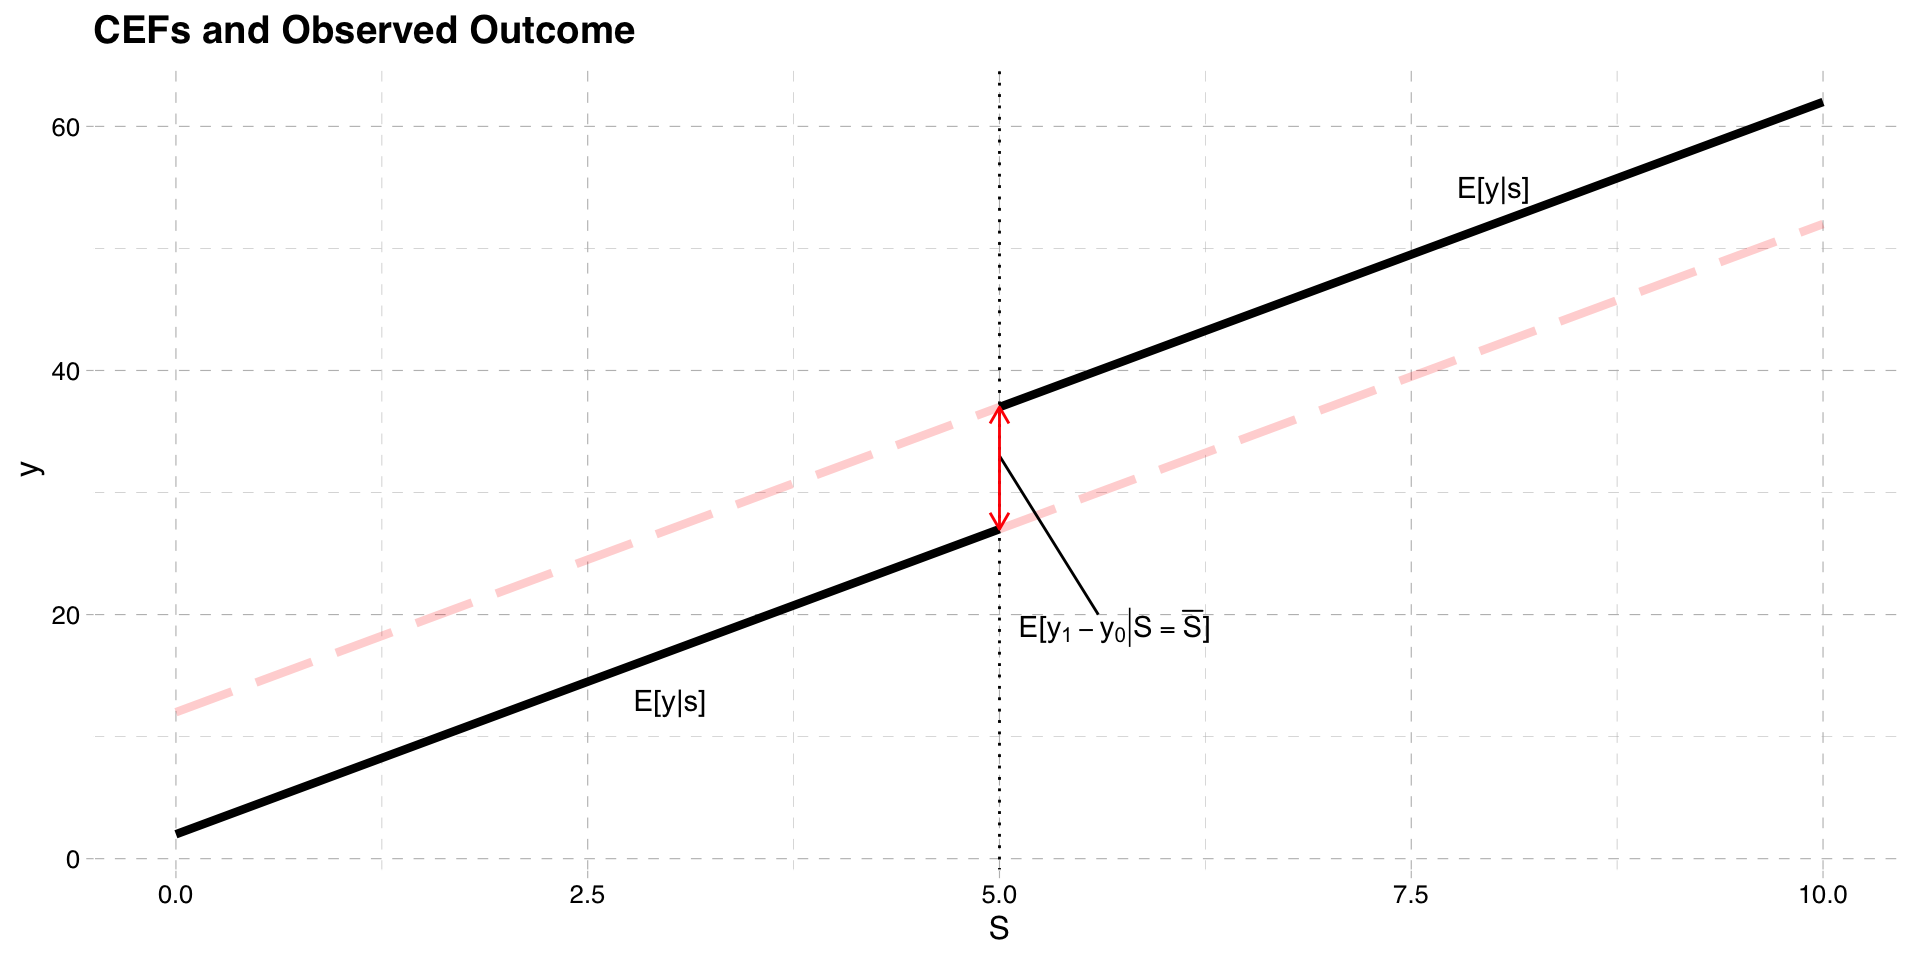 CEFs and Observed Outcome
60
40
20
0
y
E[y|s]
E[y₁ − y₀|S = S̅]
E[y|s]
0.0 2.5 5.0 7.5 10.0
S